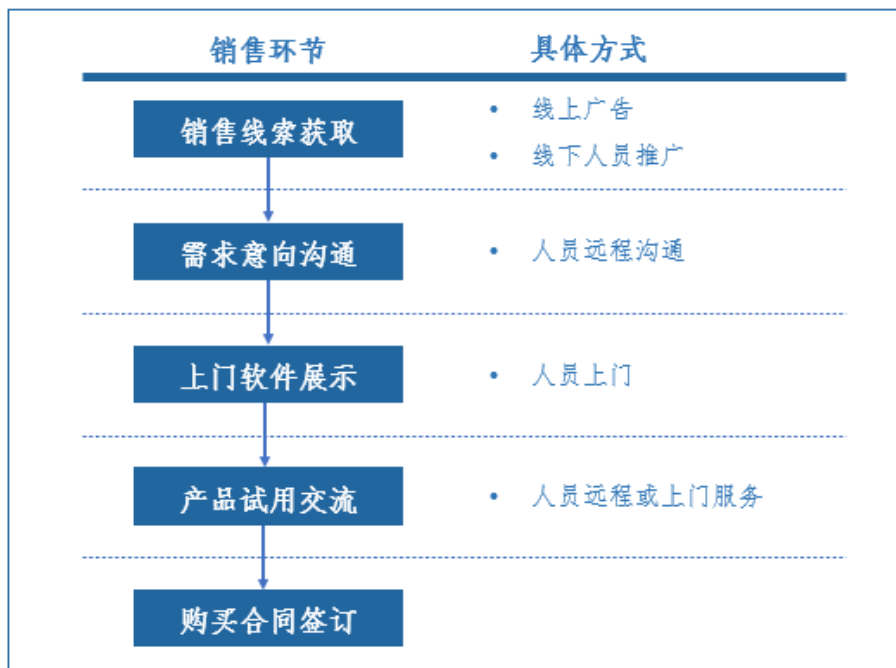 销售环节 具体方式
销售线索获取
• 线上广告
• 线下人员推广
需求意向沟通
• 人员远程沟通
上门软件展示
• 人员上门
产品试用交流
• 人员远程或上门服务
购买合同签订